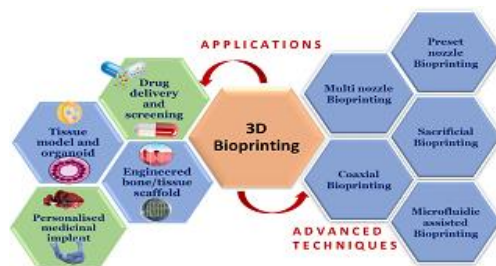 APPLICATIONS
Drug
delivery
and
screening
Tissue
model and
organoid
Engineered
bone/tissue
scaffold
Personalised
medicinal
implent
3D
Bioprinting
Multi nozzle
Bioprinting
Preset
nozzle
Bioprinting
Sacrificial
Bioprinting
Coaxial
Bioprinting
Microfluidic
assisted
Bioprinting
ADVANCED
TECHNIQUES